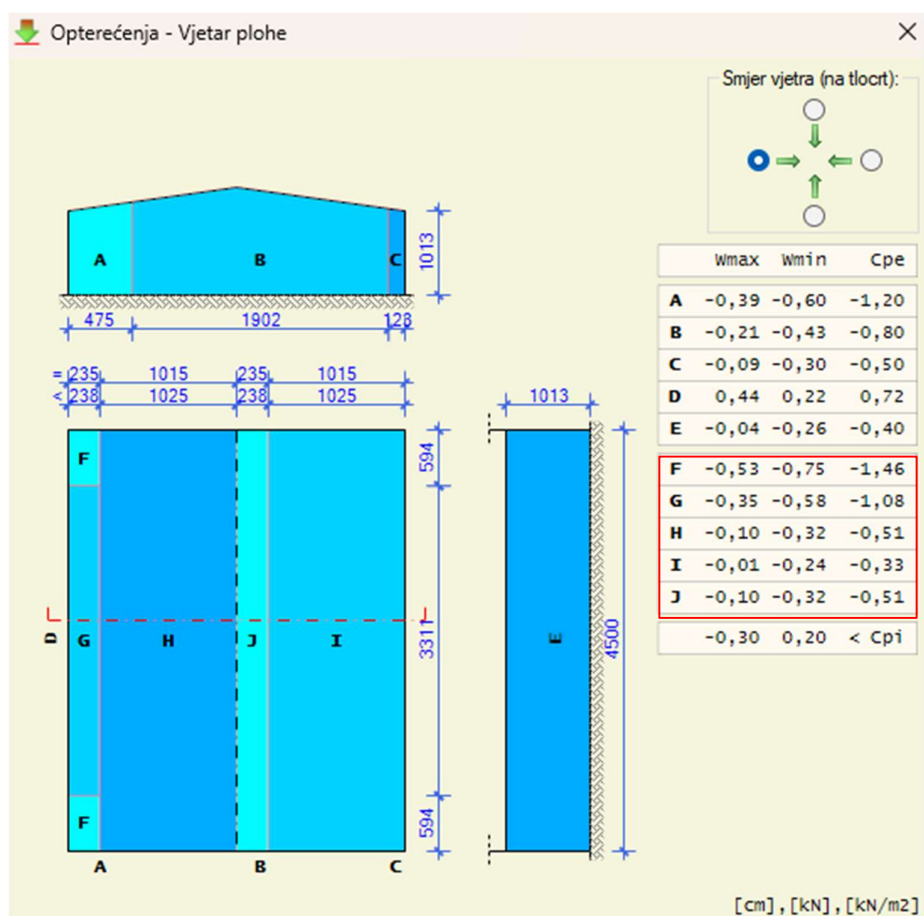 Opterećenja - Vjetar plohe
Smjer vjetra (na tlocrt):
A B C
1013
475 1902 128
= 235 1015 235 1015
< 238 1025 238 1025
1013
F
594
D G H J I
3311
E
4500
F
594
A B C
Wmax Wmin Cpe
A -0,39 -0,60 -1,20
B -0,21 -0,43 -0,80
C -0,09 -0,30 -0,50
D 0,44 0,22 0,72
E -0,04 -0,26 -0,40
F -0,53 -0,75 -1,46
G -0,35 -0,58 -1,08
H -0,10 -0,32 -0,51
I -0,01 -0,24 -0,33
J -0,10 -0,32 -0,51
-0,30 0,20 < Cpi
[cm],[kN],[kN/m2]